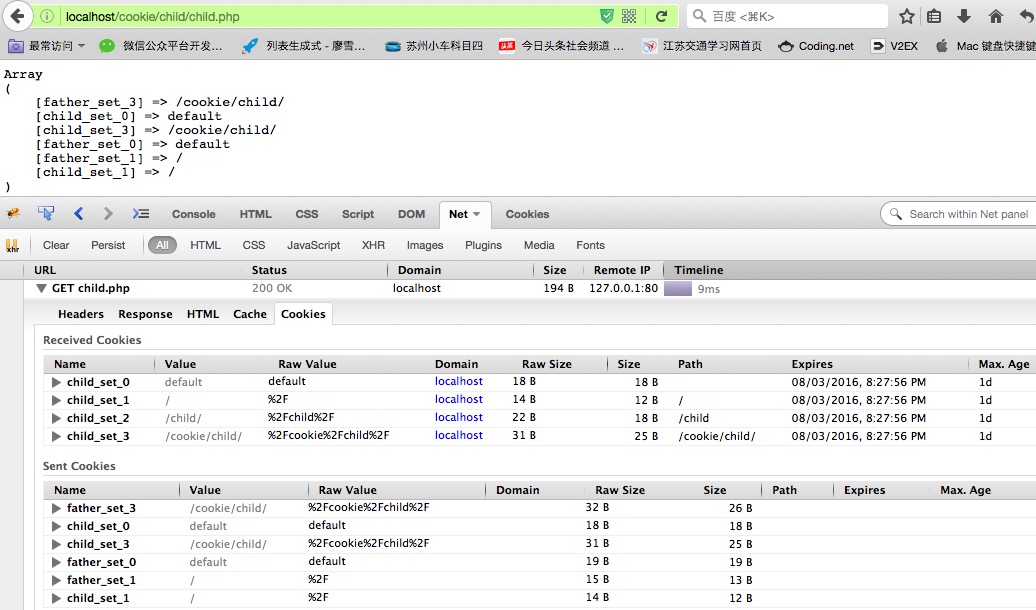 localhost/cookie/child/child.php 百度 <⌘K>
最常访问 微信公众平台开发... 列表生成式 - 廖雪... 苏州小车科目四 头条 今日头条社会频道 ... 江苏交通学习网首页 Coding.net V2EX Mac 键盘快捷键
Array
(
[father_set_3] => /cookie/child/
[child_set_0] => default
[child_set_3] => /cookie/child/
[father_set_0] => default
[father_set_1] => /
[child_set_1] => /
)
Console HTML CSS Script DOM Net Cookies Search within Net panel
xhr Clear Persist All HTML CSS JavaScript XHR Images Plugins Media Fonts
URL Status Domain Size Remote IP Timeline
GET child.php 200 OK localhost 194 B 127.0.0.1:80 9ms
Headers Response HTML Cache Cookies
Received Cookies
Name Value Raw Value Domain Raw Size Size Path Expires Max. Age
child_set_0 default default localhost 18 B 18 B 08/03/2016, 8:27:56 PM 1d
child_set_1 / %2F localhost 14 B 12 B / 08/03/2016, 8:27:56 PM 1d
child_set_2 /child/ %2Fchild%2F localhost 22 B 18 B /child 08/03/2016, 8:27:56 PM 1d
child_set_3 /cookie/child/ %2Fcookie%2Fchild%2F localhost 31 B 25 B /cookie/child/ 08/03/2016, 8:27:56 PM 1d
Sent Cookies
Name Value Raw Value Domain Raw Size Size Path Expires Max. Age
father_set_3 /cookie/child/ %2Fcookie%2Fchild%2F 32 B 26 B
child_set_0 default default 18 B 18 B
child_set_3 /cookie/child/ %2Fcookie%2Fchild%2F 31 B 25 B
father_set_0 default default 19 B 19 B
father_set_1 / %2F 15 B 13 B
child_set_1 / %2F 14 B 12 B